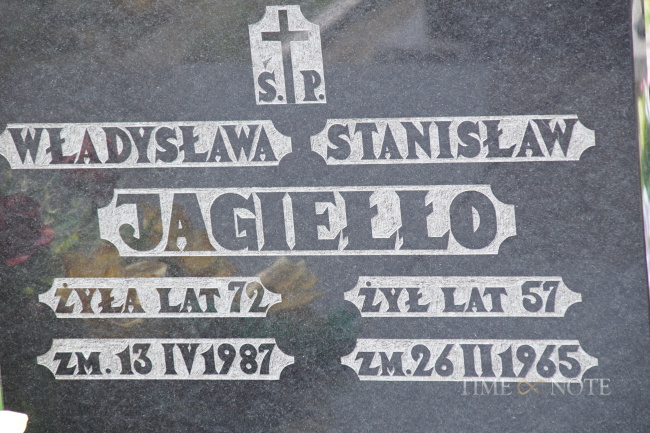 Ś. P.
WŁADYSŁAWA STANISŁAW
JAGIEŁŁO
ŻYŁA LAT 72 ŻYŁ LAT 57
ZM. 13 IV 1987 ZM. 26 II 1965
TIME & NOTE